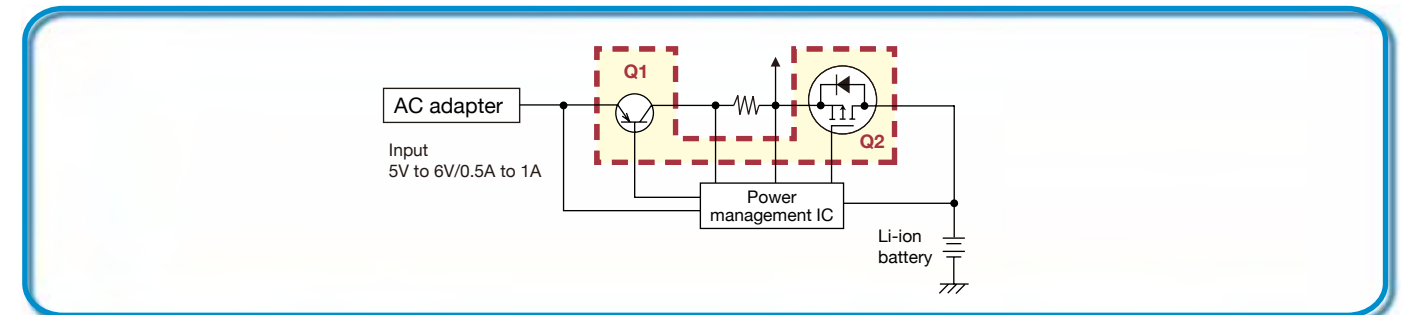 Q1
AC adapter
Q2
Input
5V to 6V/0.5A to 1A
Power
management IC
Li-ion
battery